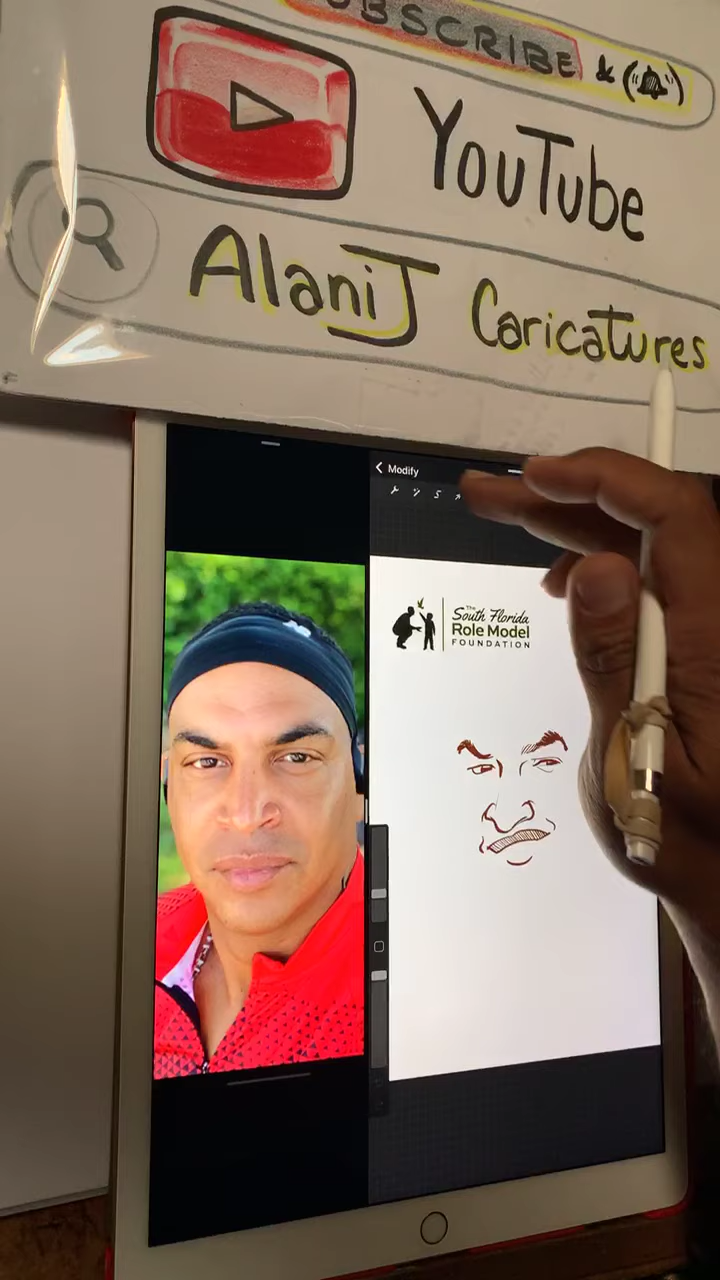 SUBSCRIBE &
YouTube
AlaniJ Caricatures
Modify
The
South Florida
Role Model
FOUNDATION